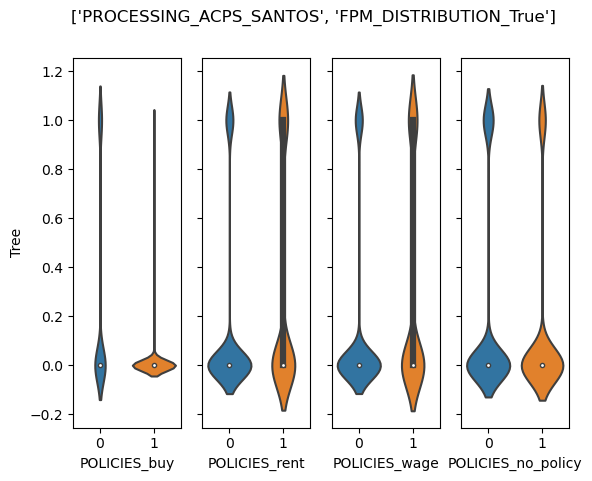 ['PROCESSING_ACPS_SANTOS', 'FPM_DISTRIBUTION_True']
1.2
1.0
0.8
0.6
0.4
0.2
0.0
−0.2
Tree
0 1 0 1 0 1 0 1
POLICIES_buy POLICIES_rent POLICIES_wage POLICIES_no_policy